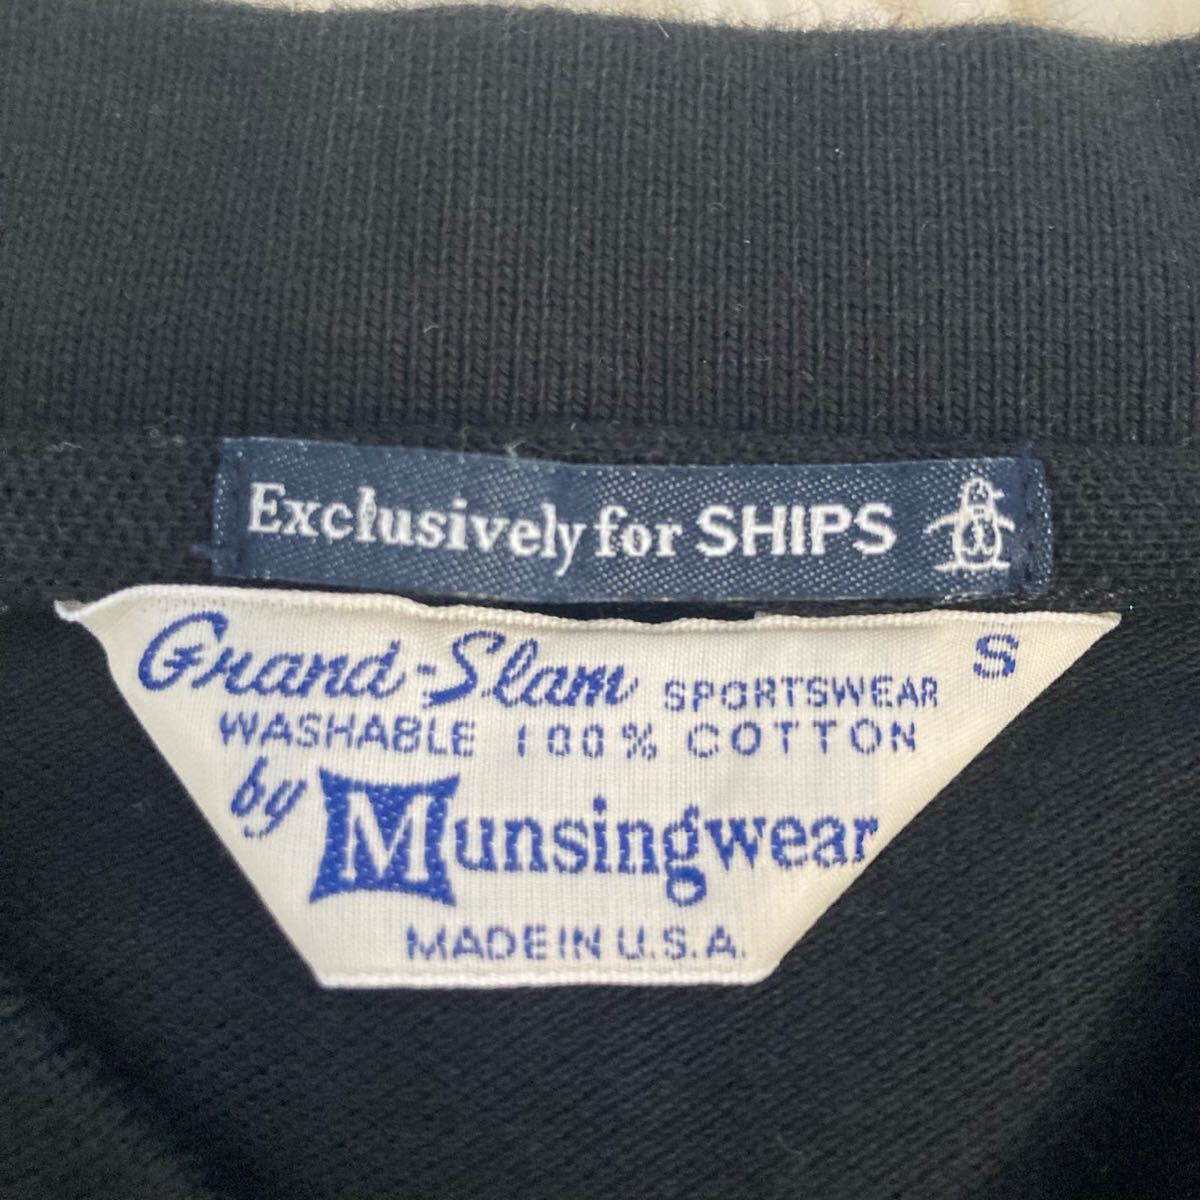 Exclusively for SHIPS
Grand-Slam SPORTSWEAR S
WASHABLE 100% COTTON
by Munsingwear
MADE IN U.S.A.